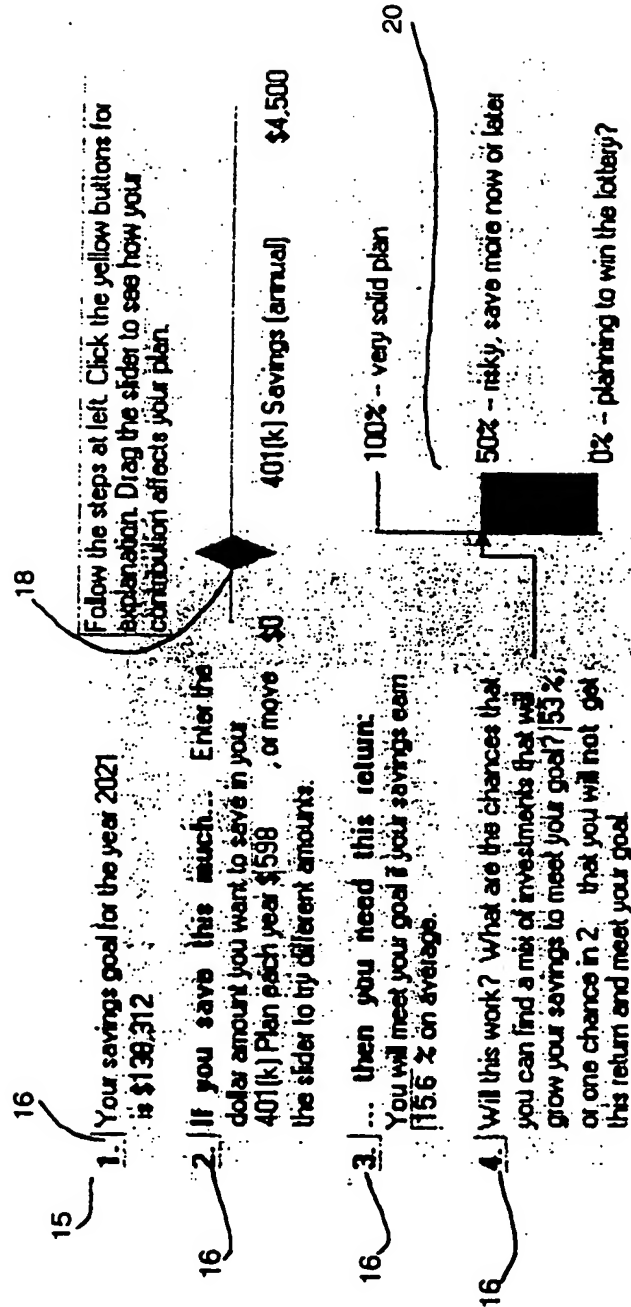 15
16
1. Your savings goal for the year 2021
is $139,312
16
2. If you save this much... Enter the
dollar amount you want to save in your
401(k) Plan each year $598 , or move
the slider to try different amounts.
16
3. ... then you need this return:
You will meet your goal if your savings earn
15.6 % on average.
16
4. Will this work? What are the chances that
you can find a mix of investments that will
grow your savings to meet your goal? 53%,
or one chance in 2 that you will not get
this return and meet your goal.
18
Follow the steps at left. Click the yellow buttons for
explanation. Drag the slider to see how your
contribution affects your plan.
$0 401(k) Savings (annual) $4,500
20
100% -- very solid plan
50% -- risky, save more now or later
0% -- planning to win the lottery?